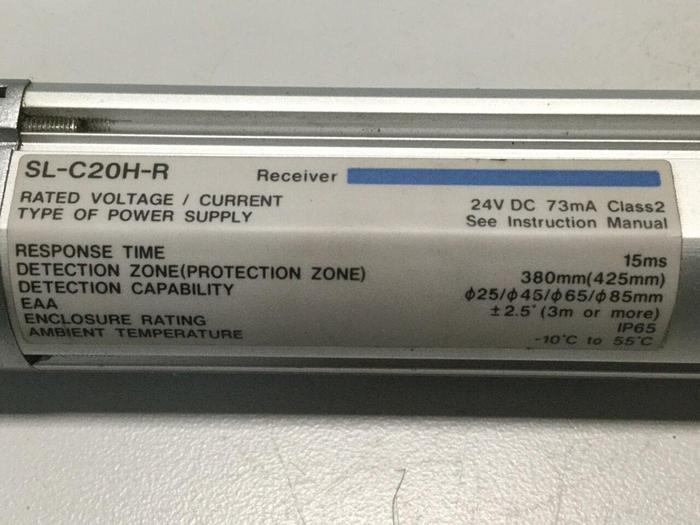 SL-C20H-R Receiver
RATED VOLTAGE / CURRENT 24V DC 73mA Class2
TYPE OF POWER SUPPLY See Instruction Manual
RESPONSE TIME 15ms
DETECTION ZONE(PROTECTION ZONE) 380mm(425mm)
DETECTION CAPABILITY ϕ25/ϕ45/ϕ65/ϕ85mm
EAA ±2.5° (3m or more)
ENCLOSURE RATING IP65
AMBIENT TEMPERATURE -10°C to 55°C